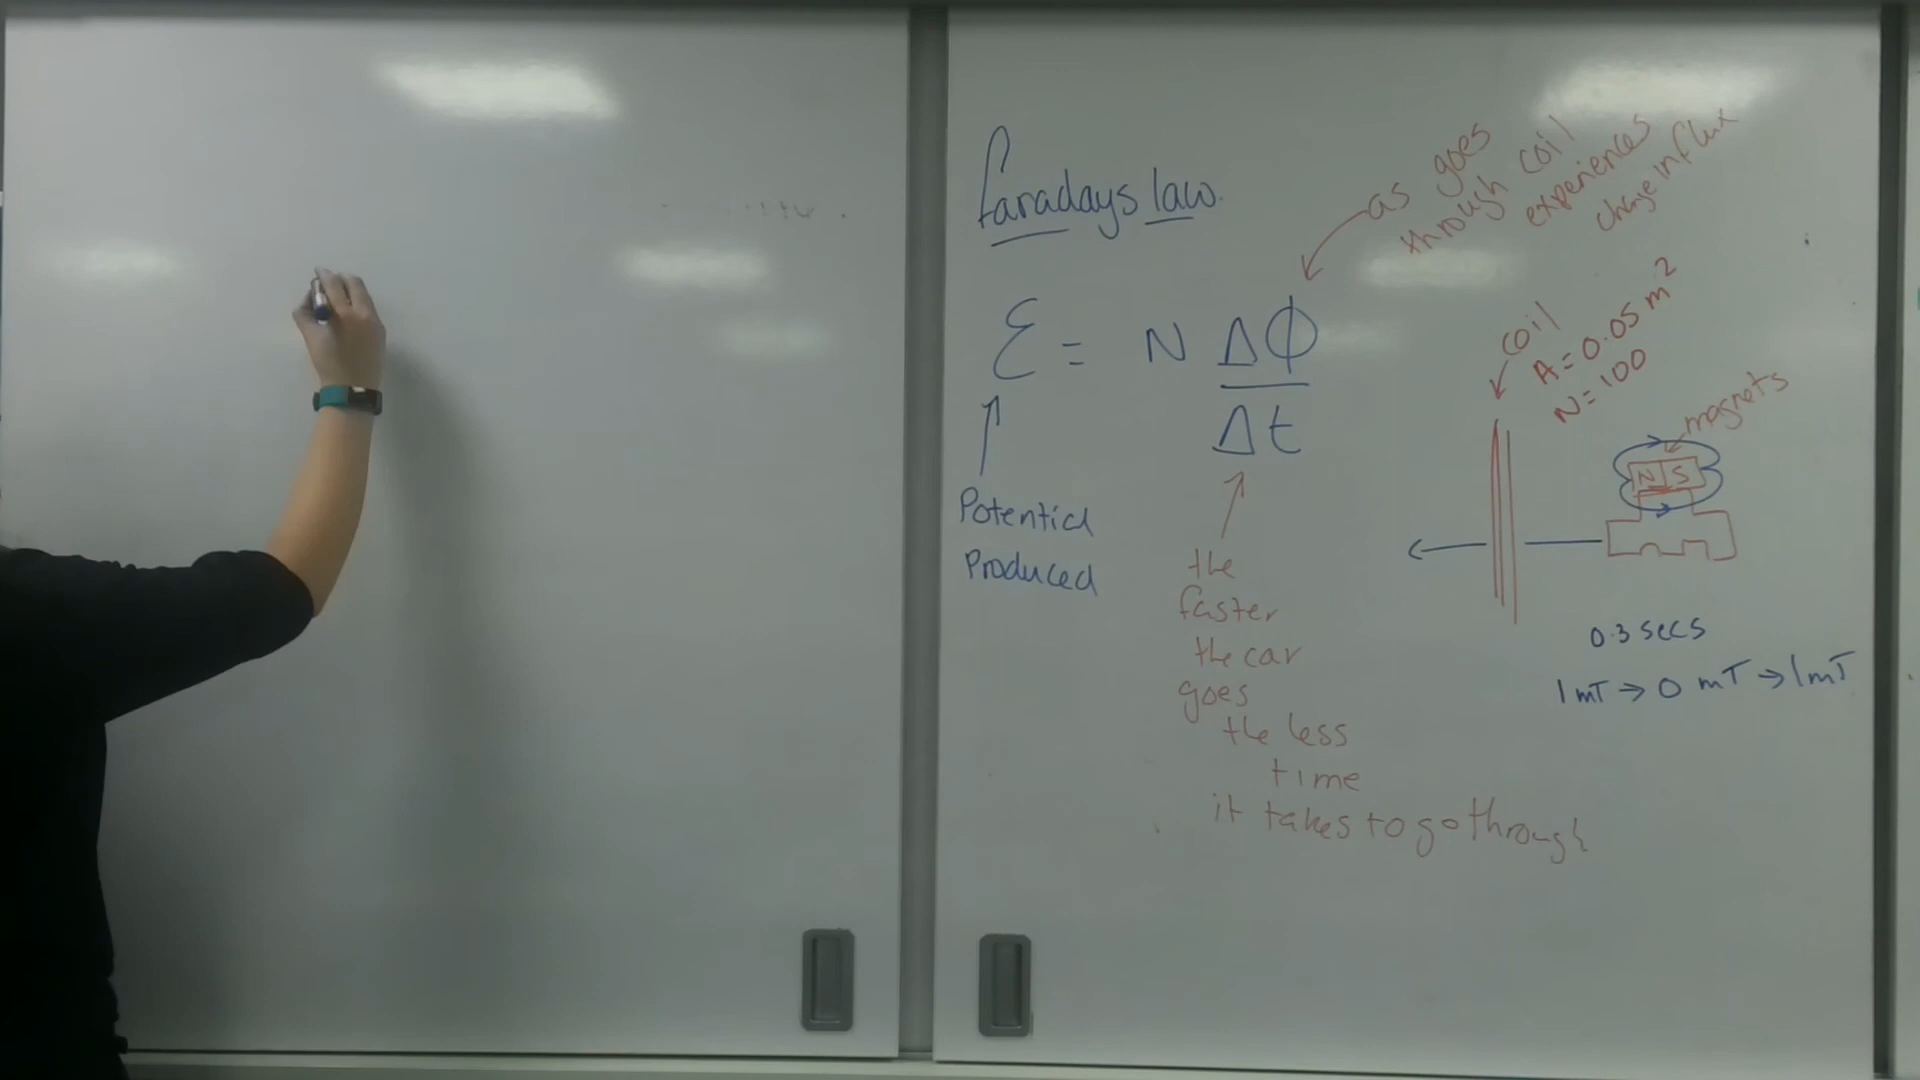 faradays law.
ε = N ΔΦ
Δt
Potential
Produced
as goes
through coil
experiences
change in flux
the
faster
the car
goes
the less
time
it takes to go through
coil
A = 0.05 m²
N = 100
magnets
N S
0.3 secs
1 mT → 0 mT → 1 mT